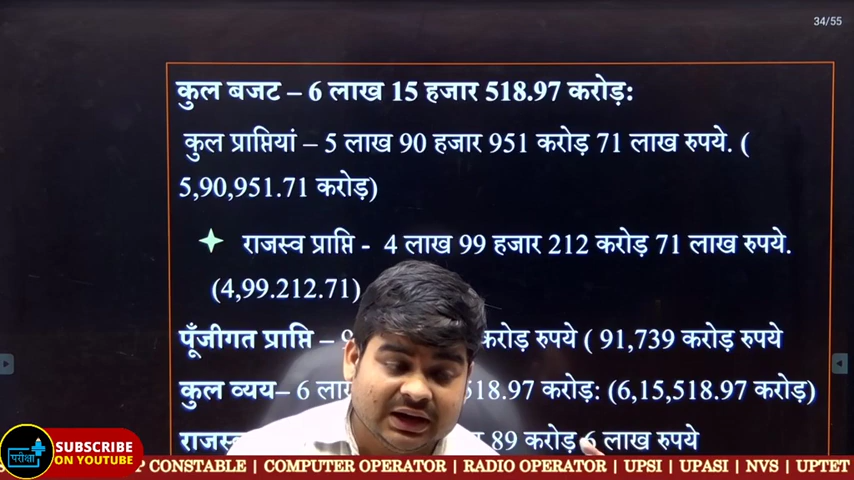 34/55
कुल बजट – 6 लाख 15 हजार 518.97 करोड़:
कुल प्राप्तियां – 5 लाख 90 हजार 951 करोड़ 71 लाख रुपये. (
5,90,951.71 करोड़)
राजस्व प्राप्ति - 4 लाख 99 हजार 212 करोड़ 71 लाख रुपये.
(4,99.212.71)
पूँजीगत प्राप्ति – करोड़ रुपये ( 91,739 करोड़ रुपये
कुल व्यय– 6 518.97 करोड़: (6,15,518.97 करोड़)
89 करोड़ 6 लाख रुपये
परीक्षा
SUBSCRIBE
ON YOUTUBE
CONSTABLE | COMPUTER OPERATOR | RADIO OPERATOR | UPSI | UPASI | NVS | UPTET